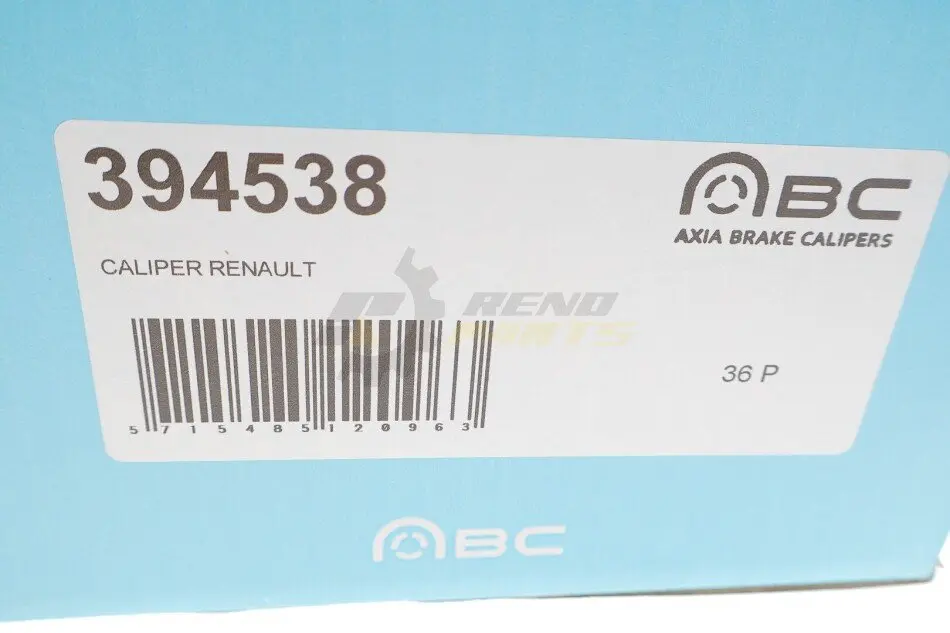 394538
ABC
AXIA BRAKE CALIPERS
CALIPER RENAULT
RENO
PARTS
36 P
5715485120963
ABC